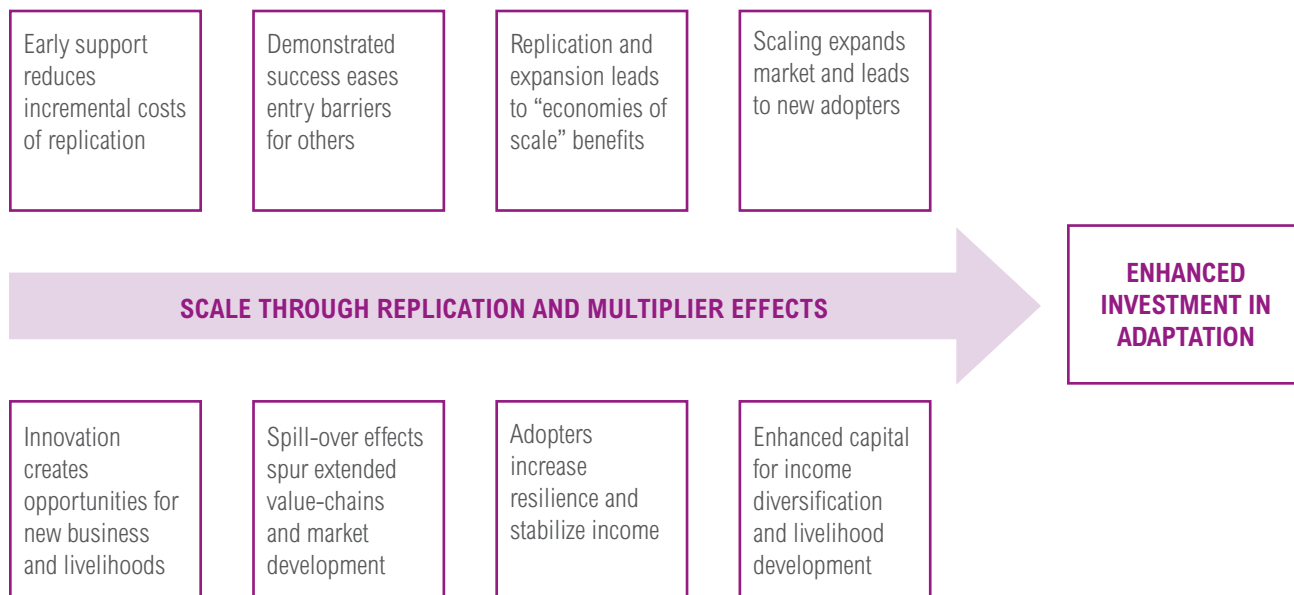 Early support
reduces
incremental costs
of replication
Demonstrated
success eases
entry barriers
for others
Replication and
expansion leads
to “economies of
scale” benefits
Scaling expands
market and leads
to new adopters
SCALE THROUGH REPLICATION AND MULTIPLIER EFFECTS
ENHANCED
INVESTMENT IN
ADAPTATION
Innovation
creates
opportunities for
new business
and livelihoods
Spill-over effects
spur extended
value-chains
and market
development
Adopters
increase
resilience and
stabilize income
Enhanced capital
for income
diversification
and livelihood
development